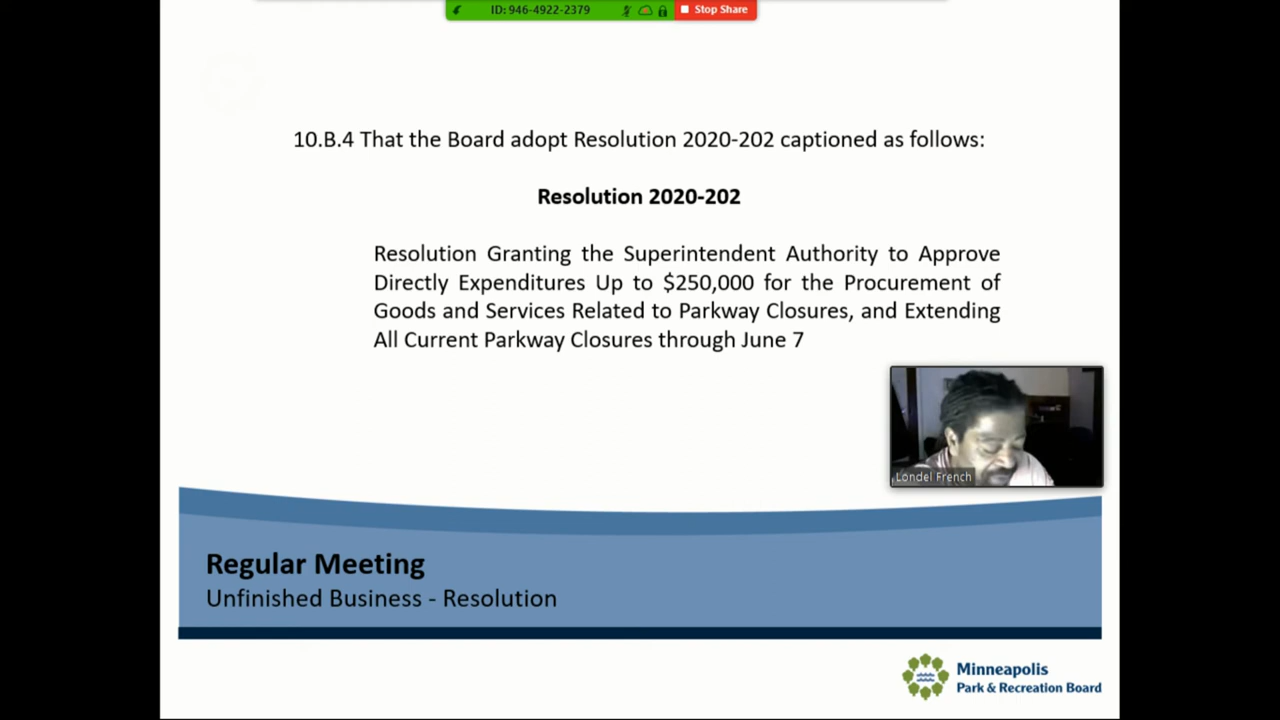 ID: 946-4922-2379
Stop Share
10.B.4 That the Board adopt Resolution 2020-202 captioned as follows:
Resolution 2020-202
Resolution Granting the Superintendent Authority to Approve
Directly Expenditures Up to $250,000 for the Procurement of
Goods and Services Related to Parkway Closures, and Extending
All Current Parkway Closures through June 7
Londel French
Regular Meeting
Unfinished Business - Resolution
Minneapolis
Park & Recreation Board